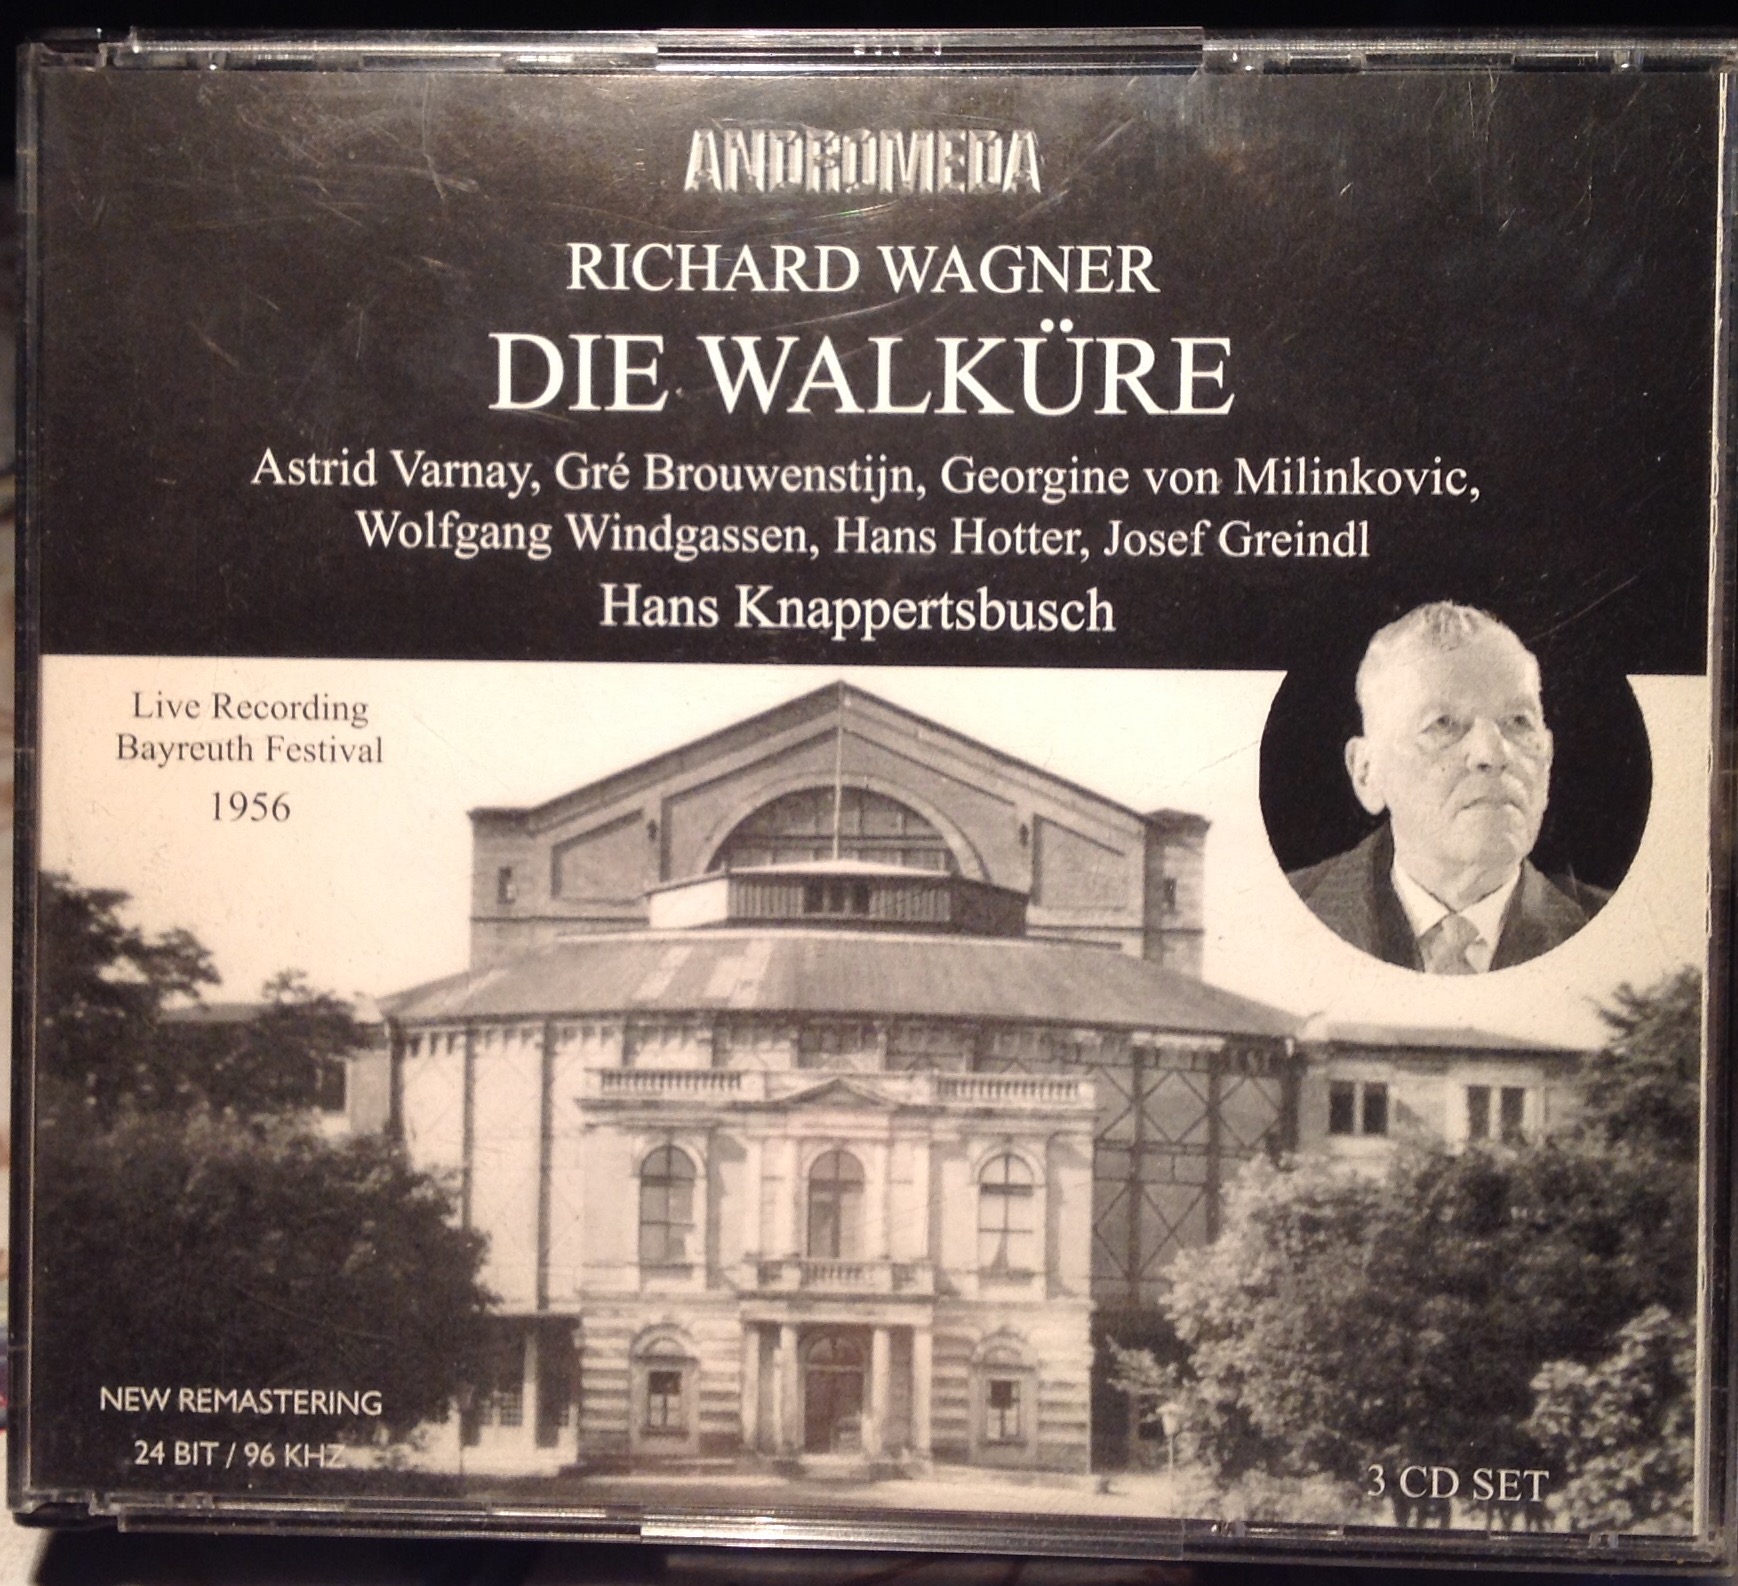 ANDROMEDA
RICHARD WAGNER
DIE WALKÜRE
Astrid Varnay, Gré Brouwenstijn, Georgine von Milinkovic,
Wolfgang Windgassen, Hans Hotter, Josef Greindl
Hans Knappertsbusch
Live Recording
Bayreuth Festival
1956
NEW REMASTERING
24 BIT / 96 KHZ
3 CD SET